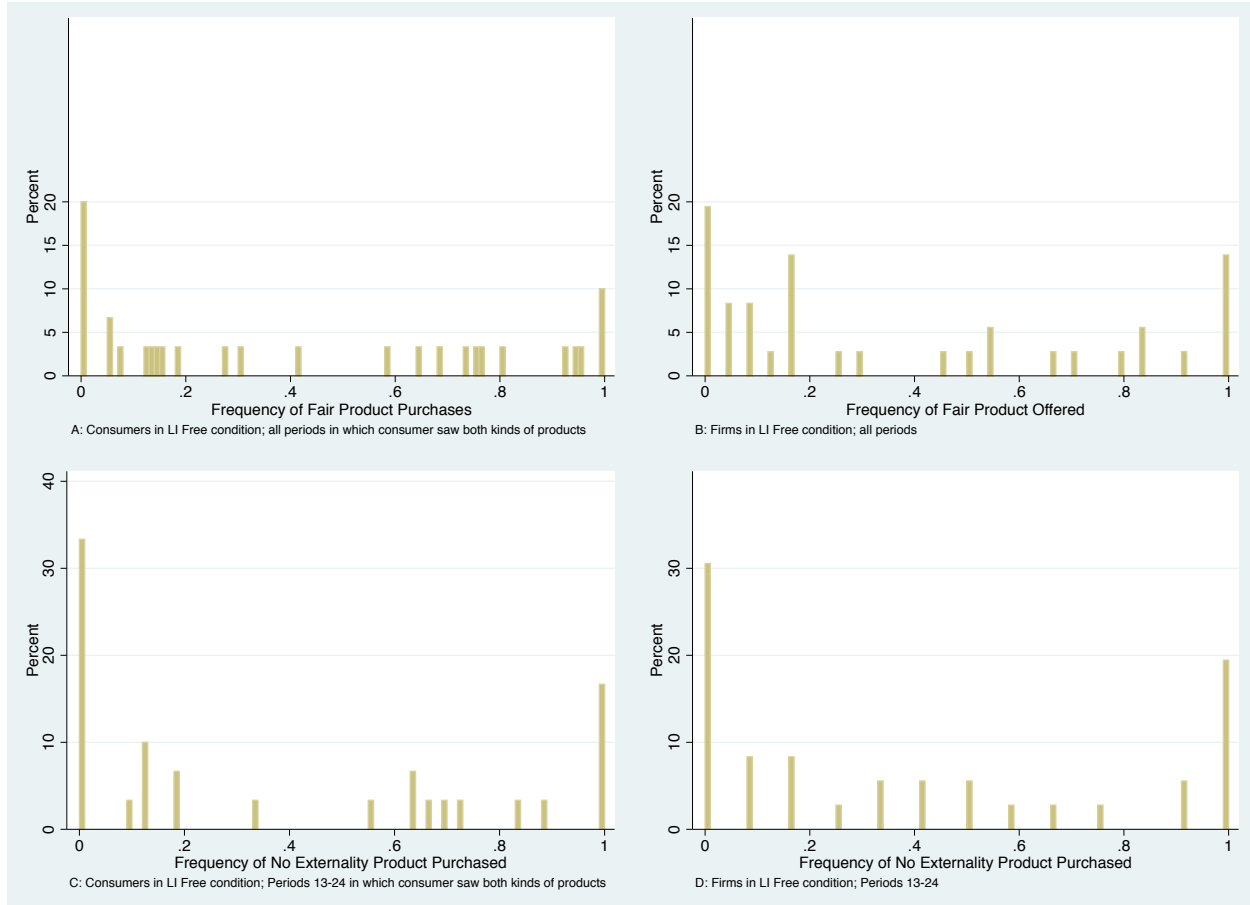 Percent
20
15
10
5
0
0 .2 .4 .6 .8 1
Frequency of Fair Product Purchases
A: Consumers in LI Free condition; all periods in which consumer saw both kinds of products
Percent
20
15
10
5
0
0 .2 .4 .6 .8 1
Frequency of Fair Product Offered
B: Firms in LI Free condition; all periods
Percent
40
30
20
10
0
0 .2 .4 .6 .8 1
Frequency of No Externality Product Purchased
C: Consumers in LI Free condition; Periods 13-24 in which consumer saw both kinds of products
Percent
30
20
10
0
0 .2 .4 .6 .8 1
Frequency of No Externality Product Purchased
D: Firms in LI Free condition; Periods 13-24